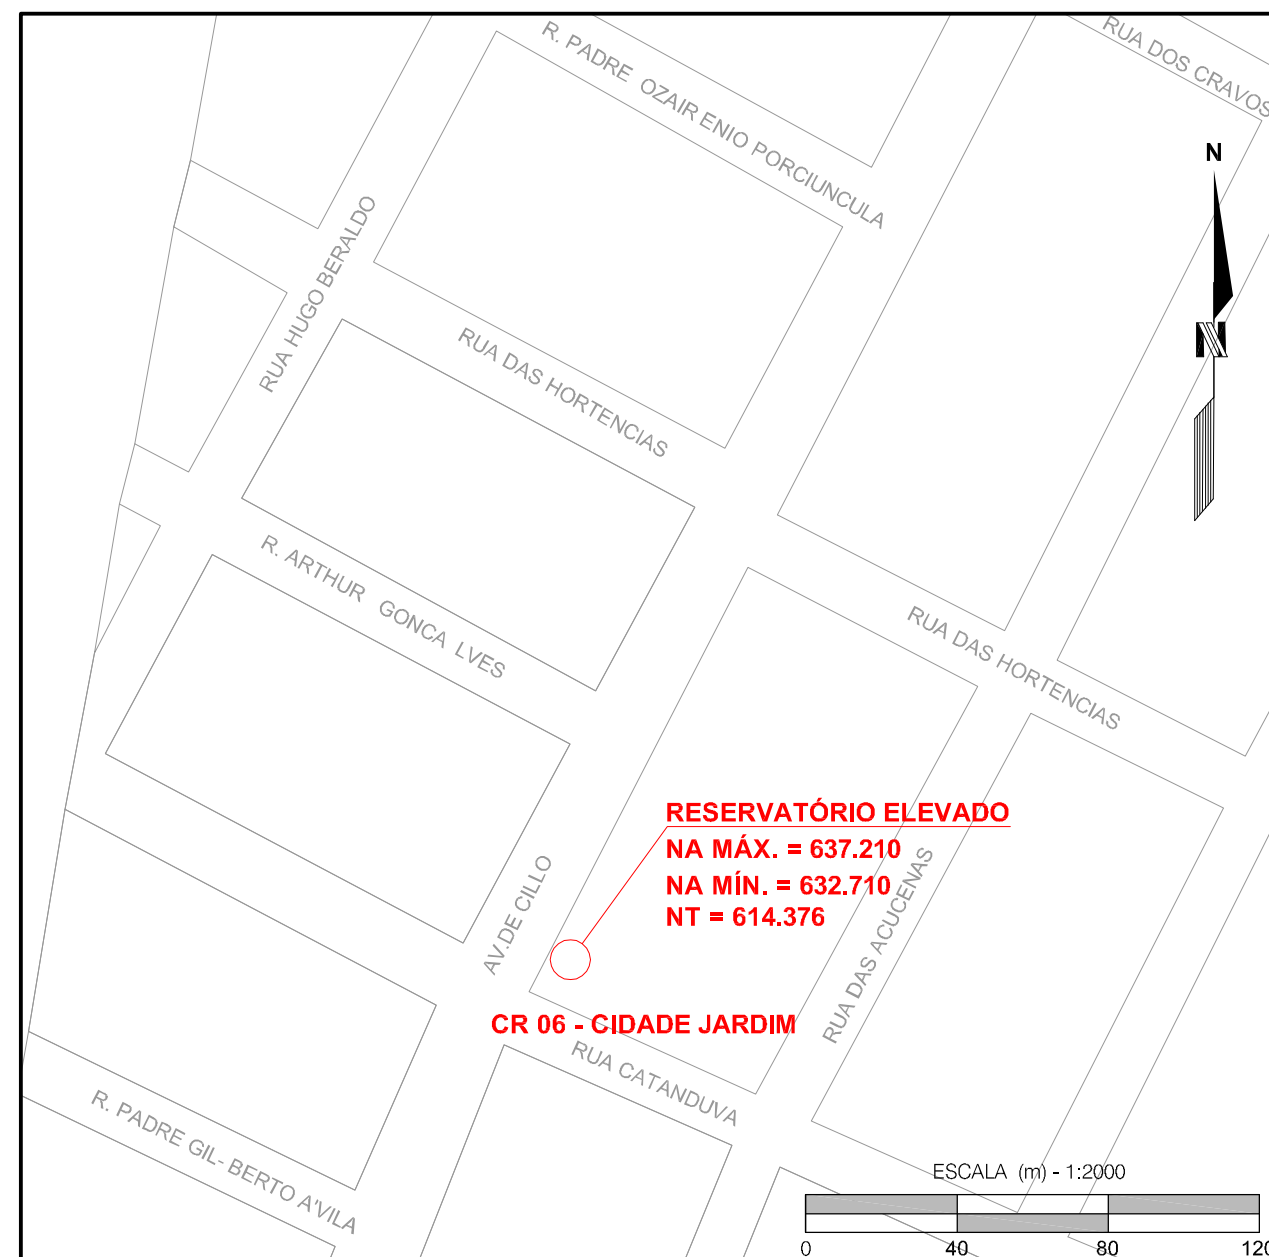 R. PADRE OZAIR ENIO PORCIUNCULA
RUA DOS CRAVOS
N
RUA HUGO BERALDO
RUA DAS HORTENCIAS
N
R. ARTHUR GONCA LVES
RUA DAS HORTENCIAS
RESERVATÓRIO ELEVADO
NA MÁX. = 637.210
NA MÍN. = 632.710
NT = 614.376
AV.DE CILLO
RUA DAS ACUCENAS
CR 06 - CIDADE JARDIM
RUA CATANDUVA
R. PADRE GIL- BERTO A'VILA
ESCALA (m) - 1:2000
0 40 80 120